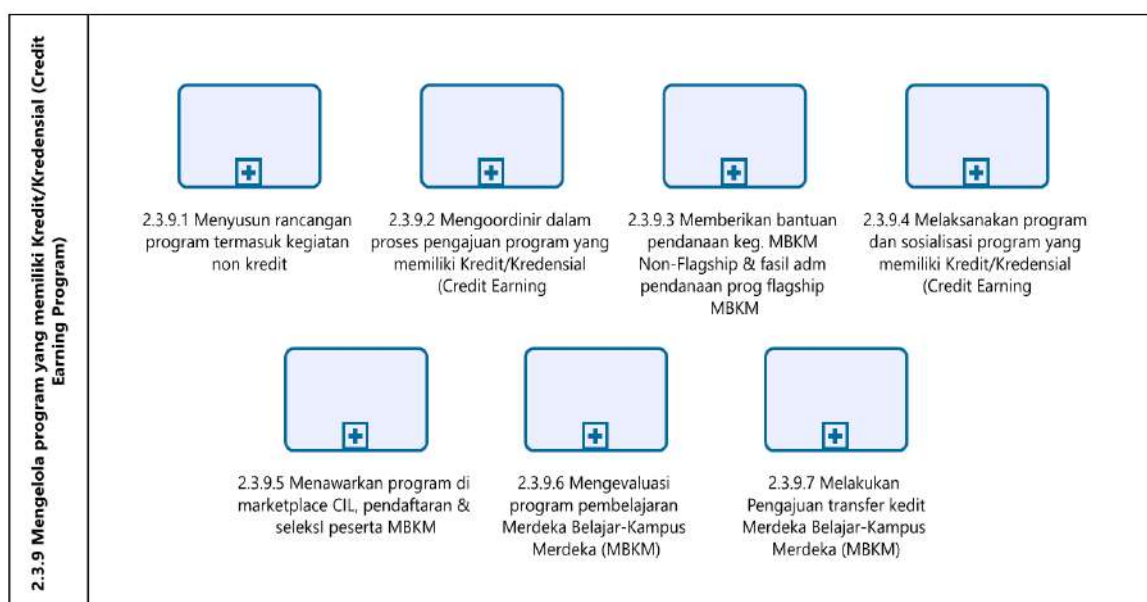 2.3.9 Mengelola program yang memiliki Kredit/Kredensial (Credit
Earning Program)
2.3.9.1 Menyusun rancangan
program termasuk kegiatan
non kredit
2.3.9.2 Mengoordinir dalam
proses pengajuan program yang
memiliki Kredit/Kredensial
(Credit Earning
2.3.9.3 Memberikan bantuan
pendanaan keg. MBKM
Non-Flagship & fasil adm
pendanaan prog flagship
MBKM
2.3.9.4 Melaksanakan program
dan sosialisasi program yang
memiliki Kredit/Kredensial
(Credit Earning
2.3.9.5 Menawarkan program di
marketplace CIL, pendaftaran &
seleksi peserta MBKM
2.3.9.6 Mengevaluasi
program pembelajaran
Merdeka Belajar-Kampus
Merdeka (MBKM)
2.3.9.7 Melakukan
Pengajuan transfer kedit
Merdeka Belajar-Kampus
Merdeka (MBKM)